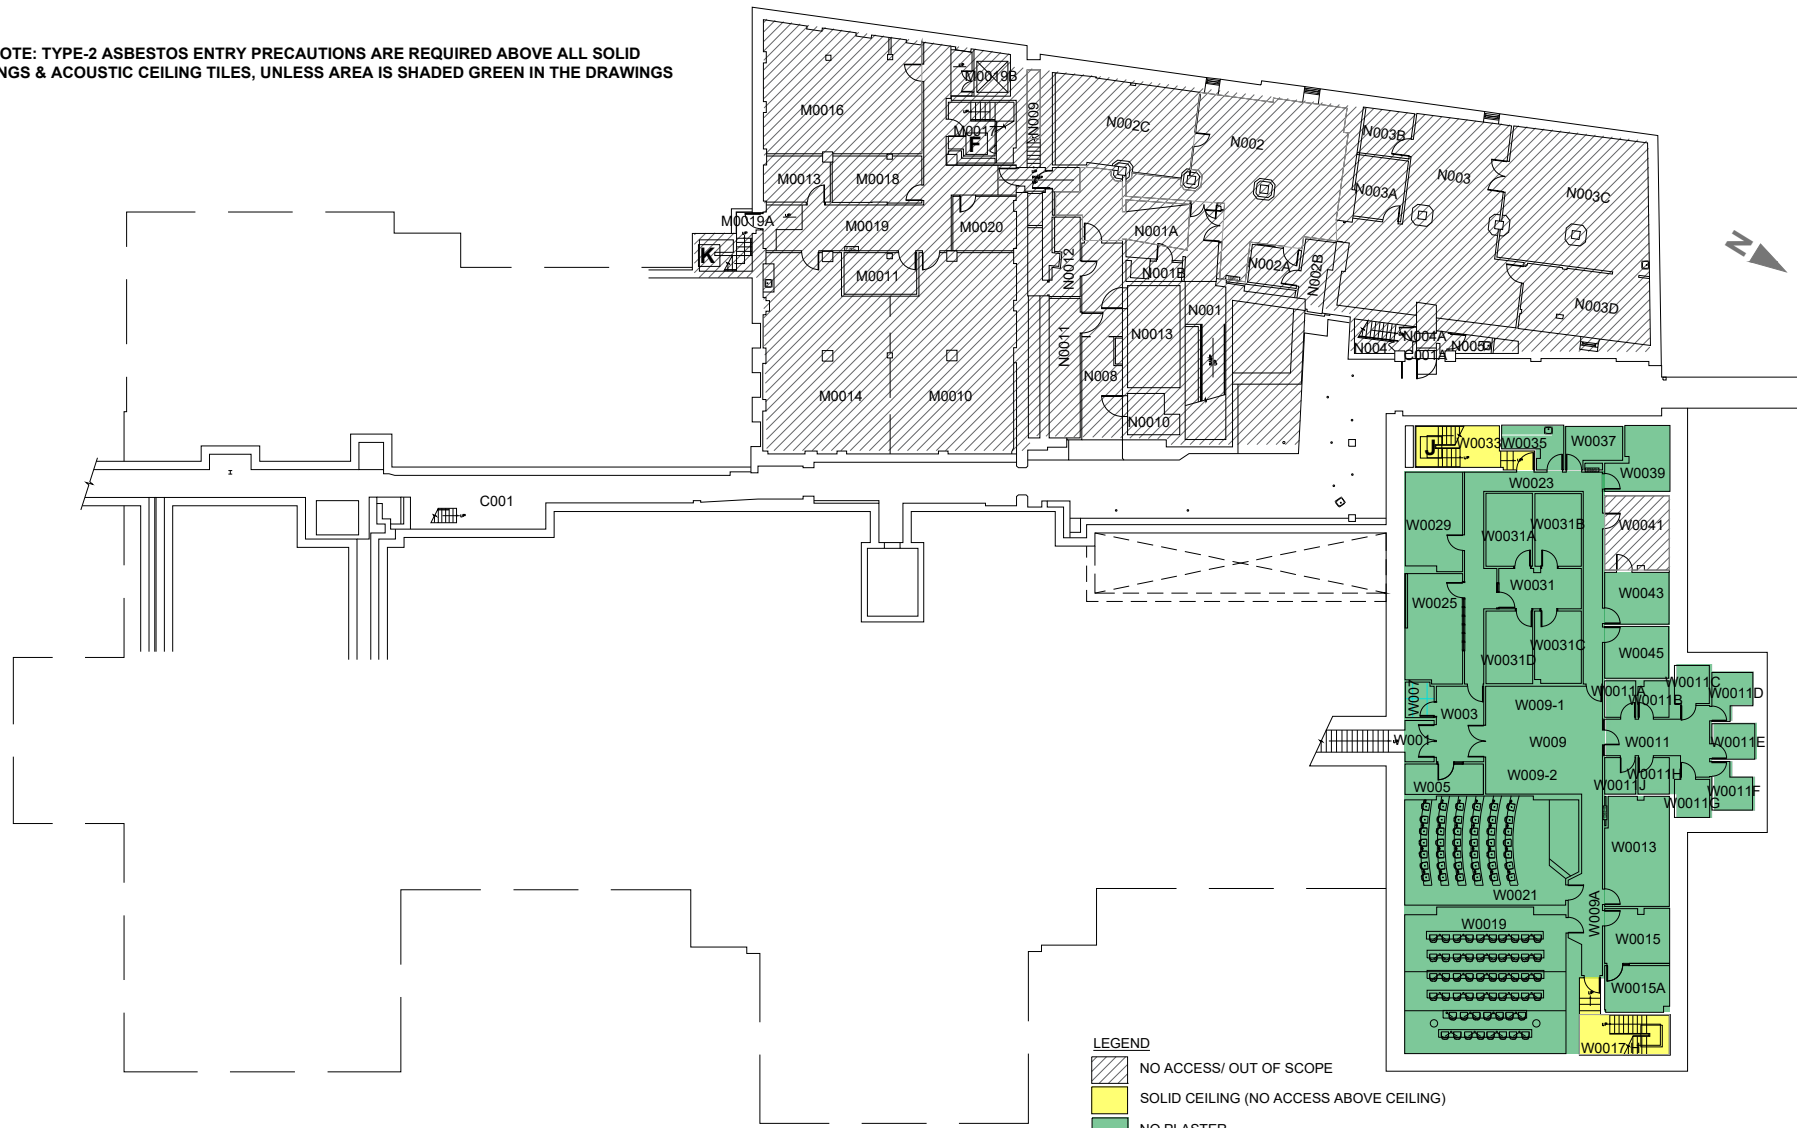 OTE: TYPE-2 ASBESTOS ENTRY PRECAUTIONS ARE REQUIRED ABOVE ALL SOLID
NGS & ACOUSTIC CEILING TILES, UNLESS AREA IS SHADED GREEN IN THE DRAWINGS
M0019B
M0016
M0017
F
N009
N002C
N002
N003B
N003
N003A
N003C
M0013
M0018
M0019A
M0019
M0020
K
M0011
N0012
N001A
N001B
N002A
N002B
N003D
N001
N0011
N0013
N008
N0010
N004
N004A
C001A
N005
G
M0014
M0010
N
C001
J
W0033
W0035
W0037
W0039
W0023
W0029
W0031A
W0031B
W0041
W0031
W0025
W0043
W0031D
W0031C
W0045
W007
W003
W009-1
W0011A
W0011B
W0011C
W0011D
W001
W009
W0011
W0011E
W005
W009-2
W0011J
W0011H
W0011G
W0011F
W0013
W0021
W009A
W0019
W0015
W0015A
W0017
H
LEGEND
NO ACCESS/ OUT OF SCOPE
SOLID CEILING (NO ACCESS ABOVE CEILING)
NO PLASTER